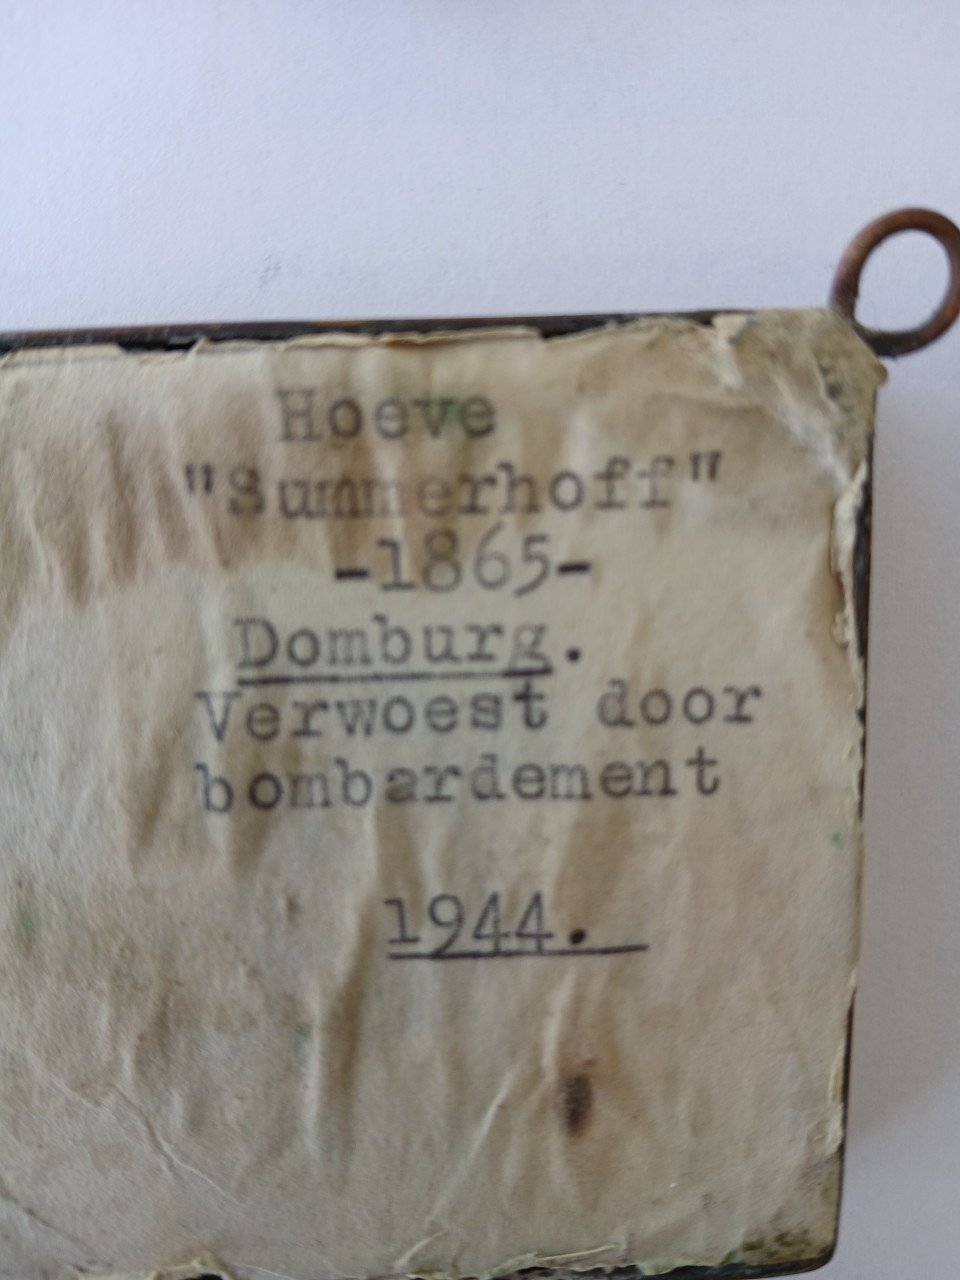 Hoeve
"Summerhoff"
-1865-
Domburg.
Verwoest door
bombardement
1944.